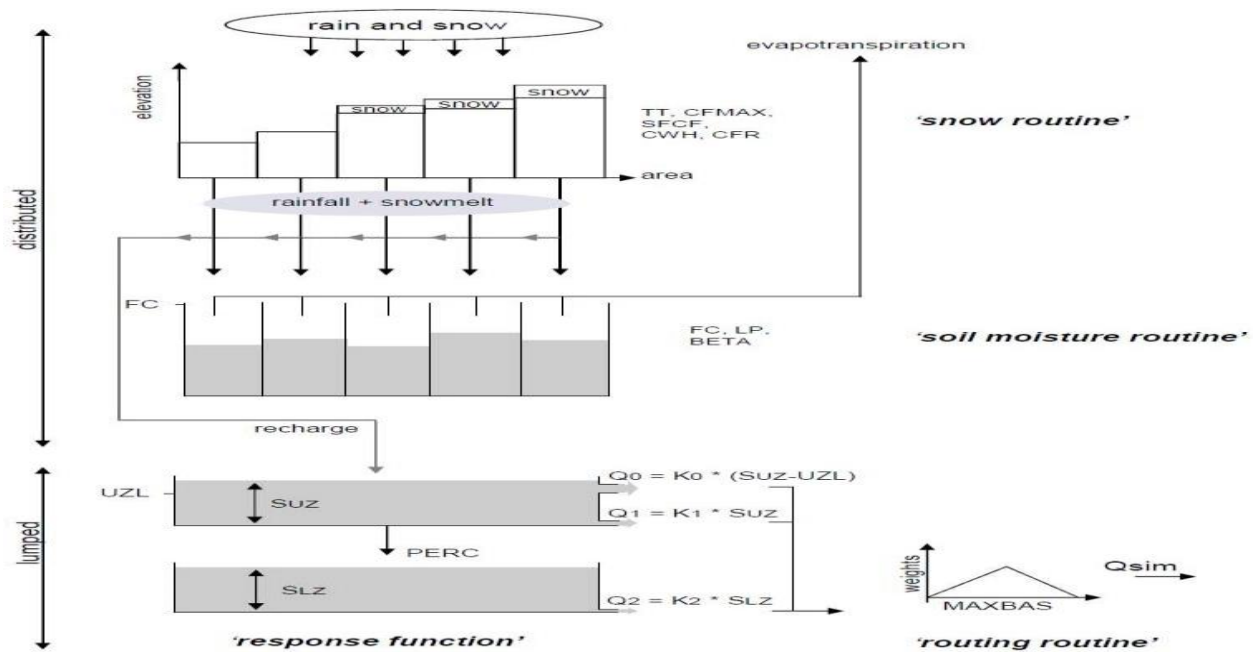 rain and snow
evapotranspiration
elevation
snow
snow
snow
TT, CFMAX,
SFCF,
CWH, CFR
'snow routine'
area
rainfall + snowmelt
distributed
FC
FC, LP,
BETA
'soil moisture routine'
recharge
Q0 = K0 * (SUZ-UZL)
UZL
SUZ
Q1 = K1 * SUZ
lumped
PERC
SLZ
Q2 = K2 * SLZ
weights
MAXBAS
Qsim
'response function'
'routing routine'